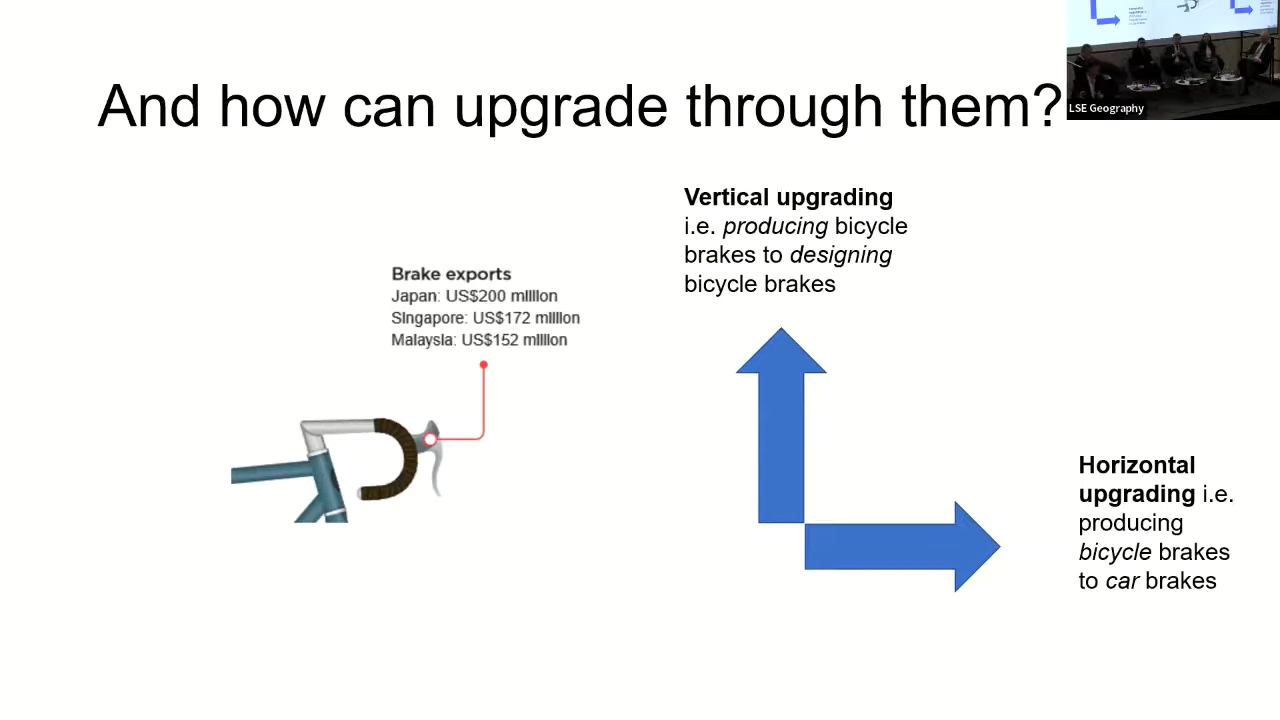 And how can upgrade through them?
LSE Geography
Vertical upgrading
i.e. producing bicycle
brakes to designing
bicycle brakes
Brake exports
Japan: US$200 million
Singapore: US$172 million
Malaysia: US$152 million
Horizontal
upgrading i.e.
producing
bicycle brakes
to car brakes